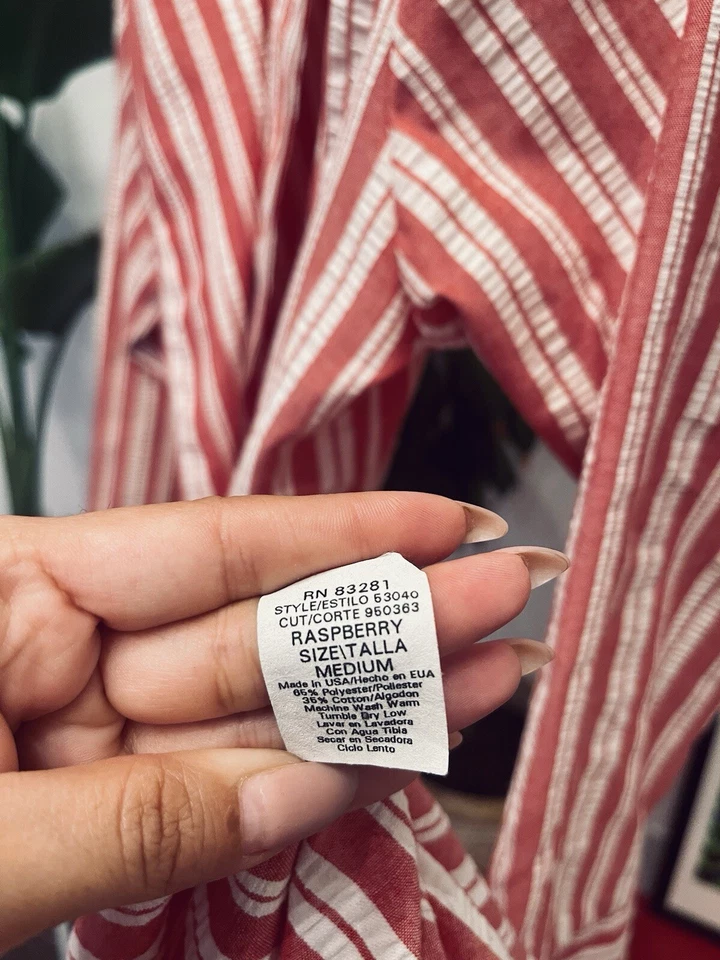 RN 83281
STYLE/ESTILO 53040
CUT/CORTE 950363
RASPBERRY
SIZE\TALLA
MEDIUM
Made in USA/Hecho en EUA
65% Polyester/Poliester
35% Cotton/Algodon
Machine Wash Warm
Tumble Dry Low
Lavar en Lavadora
Con Agua Tibia
Secar en Secadora
Ciclo Lento